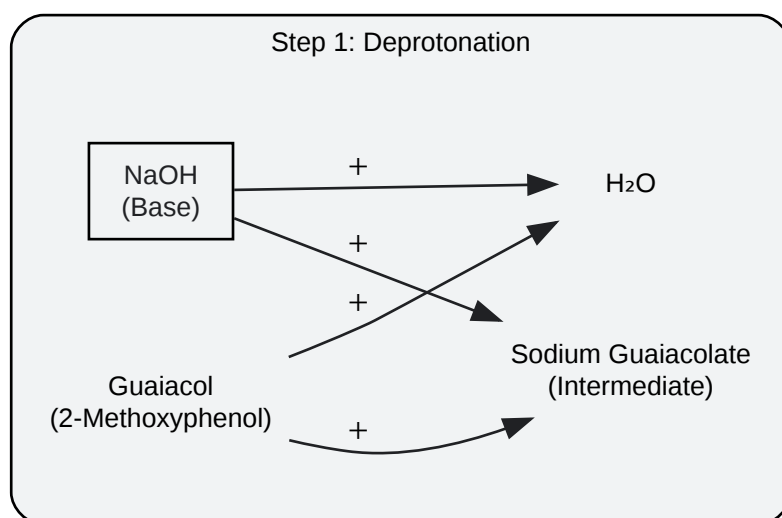 Step 1: Deprotonation
+
NaOH
(Base)
H₂O
+
+
Sodium Guaiacolate
(Intermediate)
Guaiacol
(2-Methoxyphenol)
+